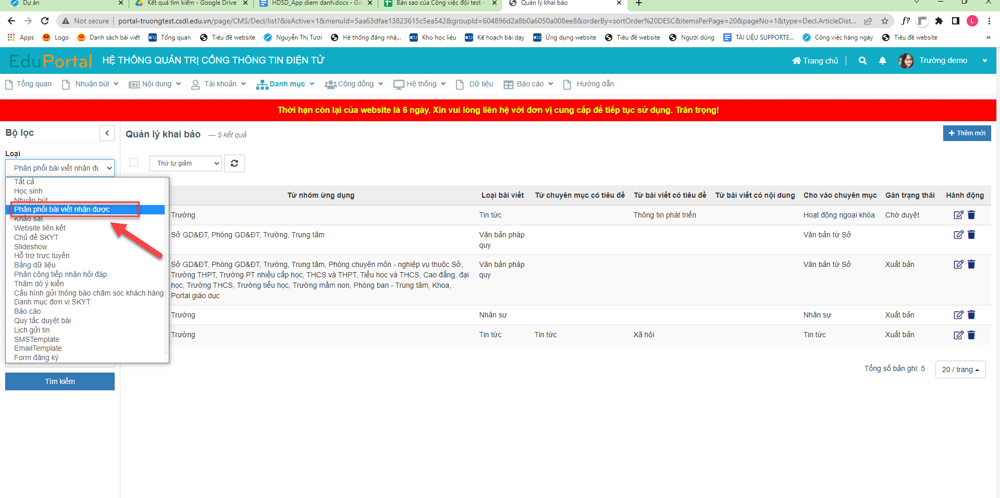 Dự án
Kết quả tìm kiếm - Google Drive
HDSD_App diem danh.docx - Go
Bản sao của Công việc đội test -
Quản lý khai báo
Not secure
portal-truongtest.csdl.edu.vn/page/CMS/Decl/list?&isActive=1&menuId=5aa63dfae13823615c5ea542&groupId=604896d2a8b0a6050a008ee8&orderBy=sortOrder%20DESC&itemsPerPage=20&pageNo=1&type=Decl.ArticleDist...
f?
L
Apps
Logo
Danh sách bài viết
K12 Tổng quan
Tiêu đề website
Nguyễn Thị Tươi
Hệ thống đăng nhậ...
K12 Kho học liệu
K12 Kế hoạch bài dạy
K12 Ứng dụng website
Tiêu đề website
Người dùng
TÀI LIỆU SUPPORTE...
Công việc hàng ngày
Tiêu đề website
»
EduPortal
HỆ THỐNG QUẢN TRỊ CỔNG THÔNG TIN ĐIỆN TỬ
Trang chủ
Trường demo
Tổng quan
Nhuận bút
Nội dung
Tài khoản
Danh mục
Cộng đồng
Hệ thống
Dữ liệu
Báo cáo
Hướng dẫn
Thời hạn còn lại của website là 6 ngày. Xin vui lòng liên hệ với đơn vị cung cấp để tiếp tục sử dụng. Trân trọng!
Bộ lọc
Quản lý khai báo — 5 kết quả
+ Thêm mới
Loại
Phân phối bài viết nhận đu
Thứ tự giảm
Tất cả
Học sinh
Nhuận bút
Phân phối bài viết nhận được
Khảo sát
Website liên kết
Chủ đề SKYT
Slideshow
Hỗ trợ trực tuyến
Bảng dữ liệu
Phân công tiếp nhận hỏi đáp
Thăm dò ý kiến
Cấu hình gửi thông báo chăm sóc khách hàng
Danh mục đơn vị SKYT
Báo cáo
Quy tắc duyệt bài
Lịch gửi tin
SMSTemplate
EmailTemplate
Form đăng ký
Tìm kiếm
Từ nhóm ứng dụng
Loại bài viết
Từ chuyên mục có tiêu đề
Từ bài viết có tiêu đề
Từ bài viết có nội dung
Cho vào chuyên mục
Gán trạng thái
Hành động
Trường
Tin tức
Thông tin phát triển
Hoạt động ngoại khóa
Chờ duyệt
Sở GD&ĐT, Phòng GD&ĐT, Trường, Trung tâm
Văn bản pháp
quy
Văn bản từ Sở
Sở GD&ĐT, Phòng GD&ĐT, Trường, Trung tâm, Phòng chuyên môn - nghiệp vụ thuộc Sở,
Trường THPT, Trường PT nhiều cấp học, THCS và THPT, Tiểu học và THCS, Cao đẳng, đại
học, Trường THCS, Trường tiểu học, Trường mầm non, Phòng ban - Trung tâm, Khoa,
Portal giáo dục
Văn bản pháp
quy
Văn bản từ Sở
Xuất bản
Trường
Nhân sự
Nhân sự
Xuất bản
Trường
Tin tức
Tin tức
Xã hội
Tin tức
Xuất bản
Tổng số bản ghi: 5
20 / trang